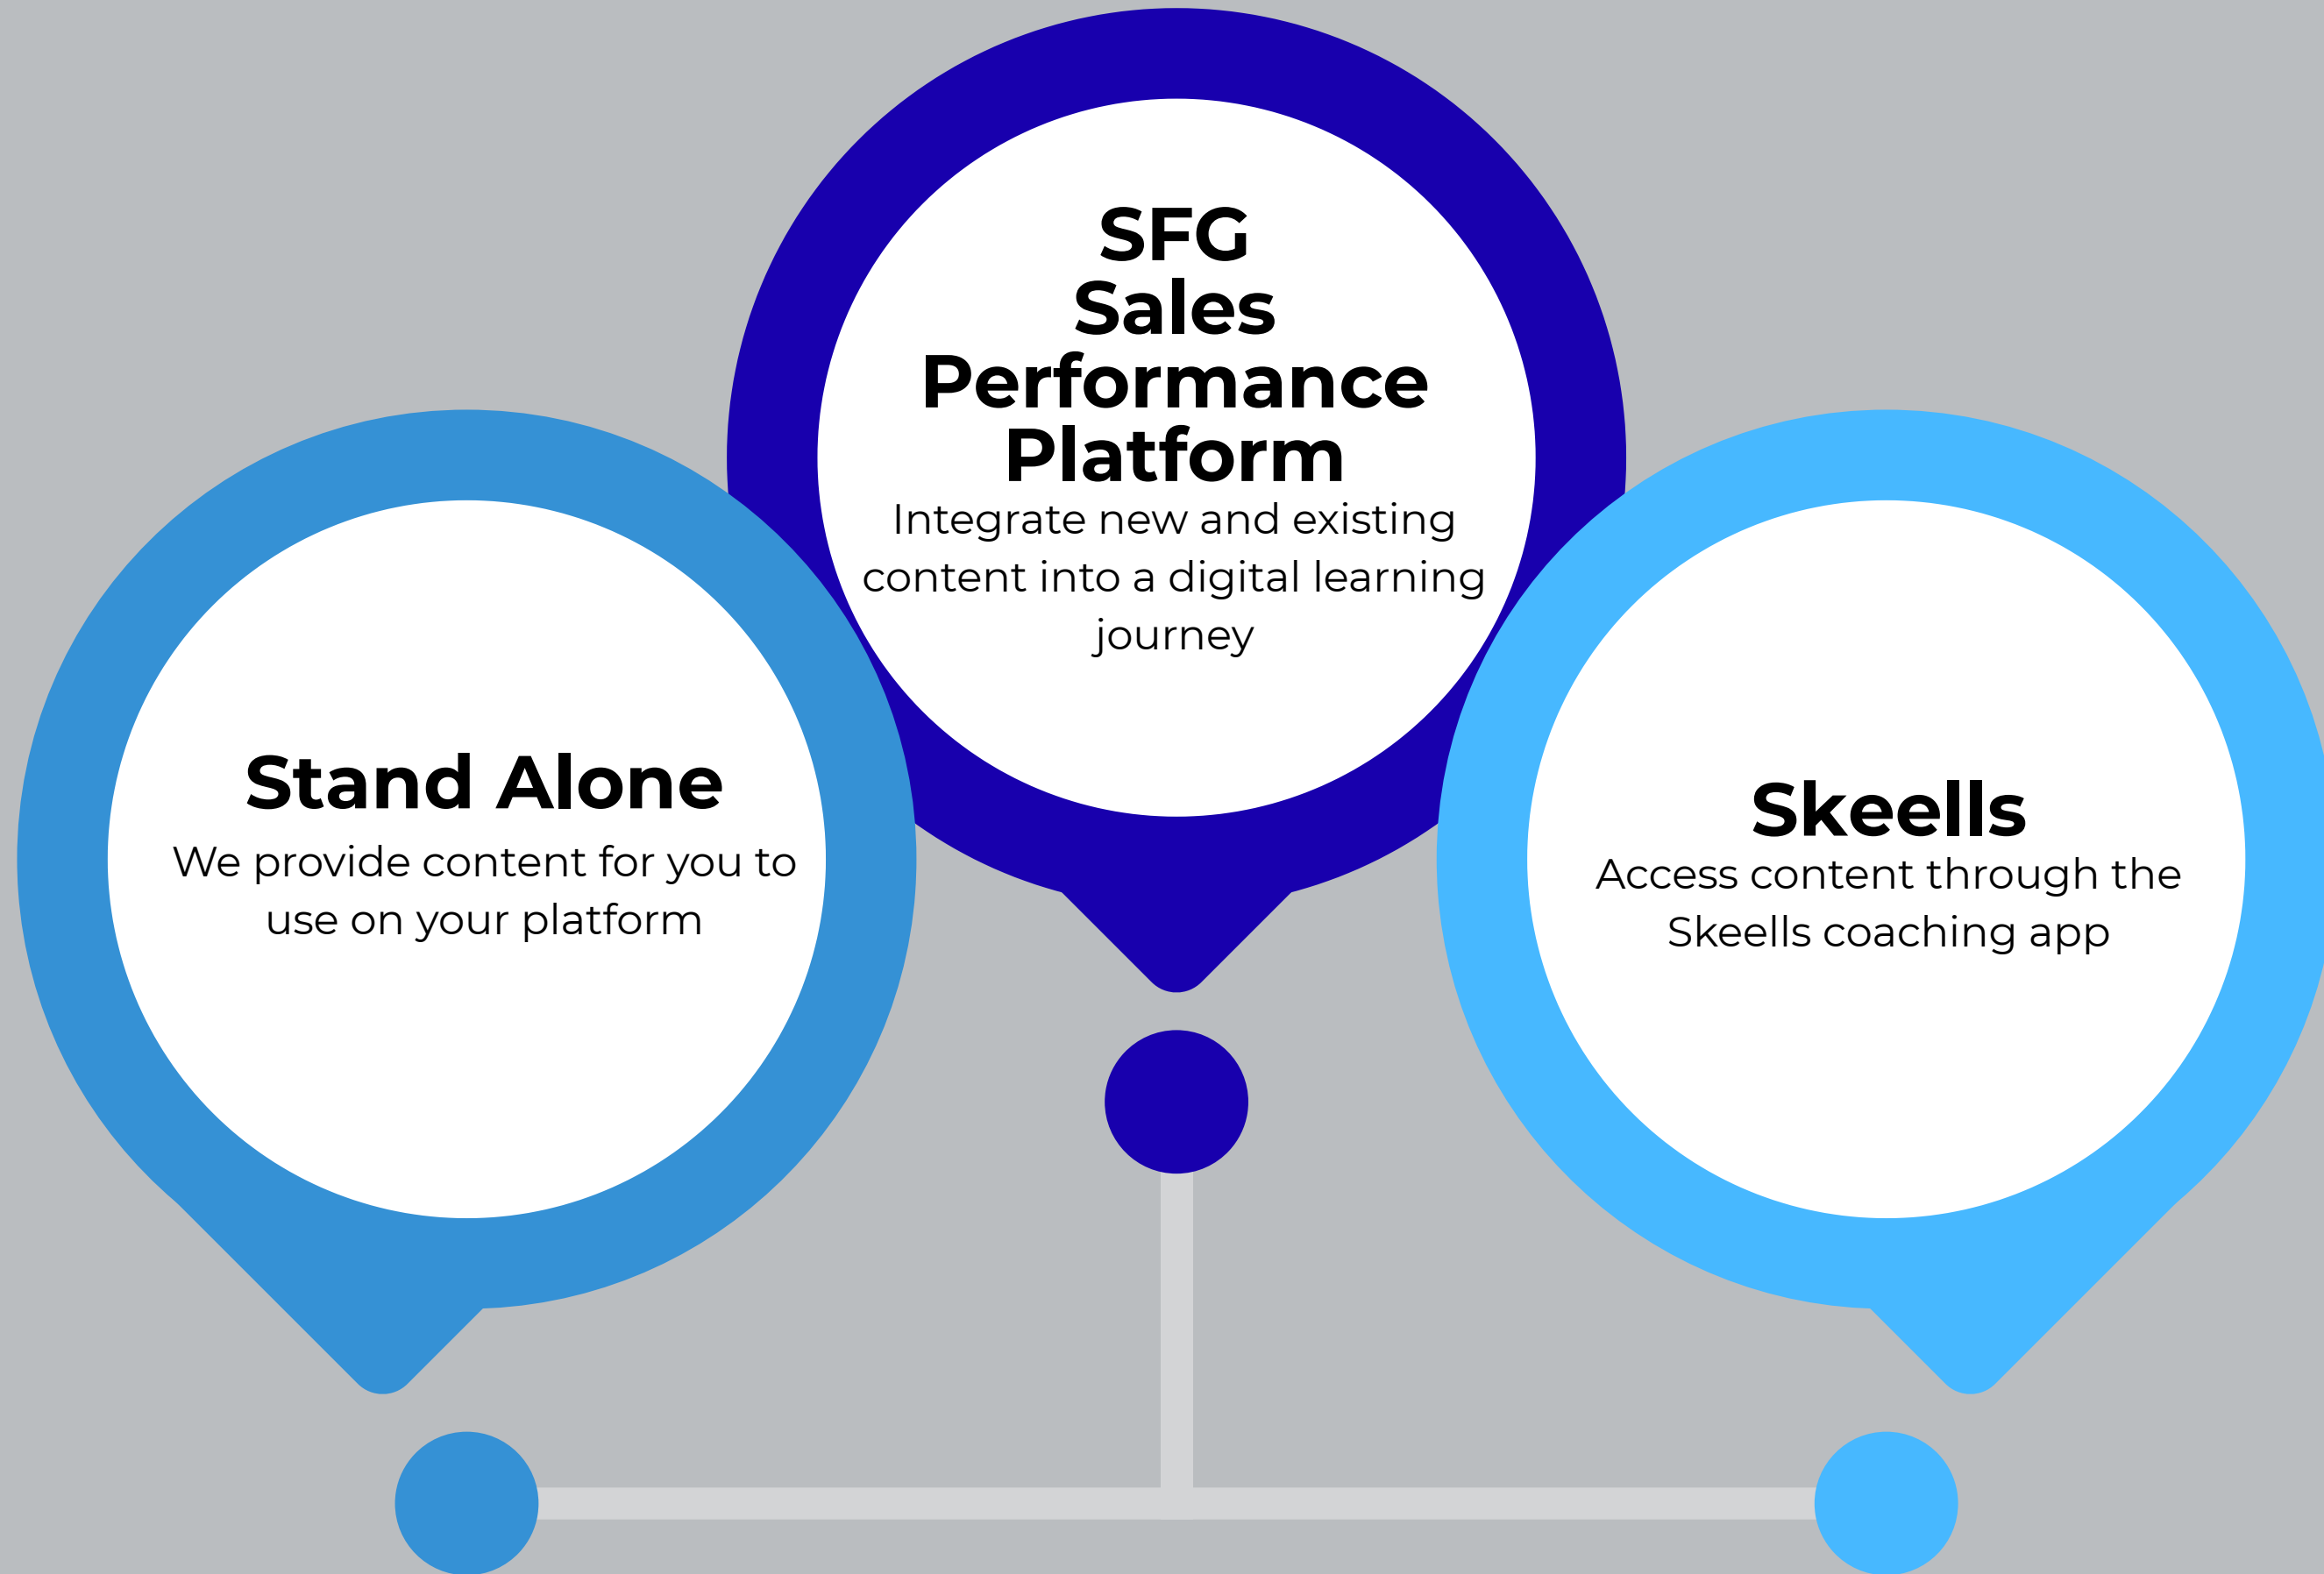 SFG
Sales
Performance
Platform
Integrate new and existing
content into a digital learning
journey
Stand Alone
We provide content for you to
use on your platform
Skeells
Access content through the
Skeells coaching app